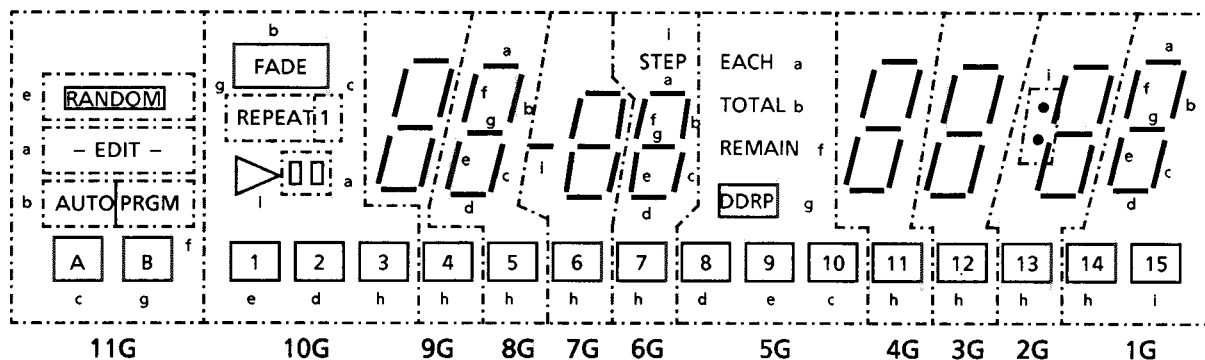 b i
FADE STEP EACH a a
g c a
e RANDOM REPEAT 1 f b f b TOTAL b i f b
g g g
a - EDIT - e i e REMAIN f e
b AUTO PRGM l a c c DDRP g c
d d d
A B f 1 2 3 4 5 6 7 8 9 10 11 12 13 14 15
c g e d h h h h h d e c h h h h i
11G 10G 9G 8G 7G 6G 5G 4G 3G 2G 1G